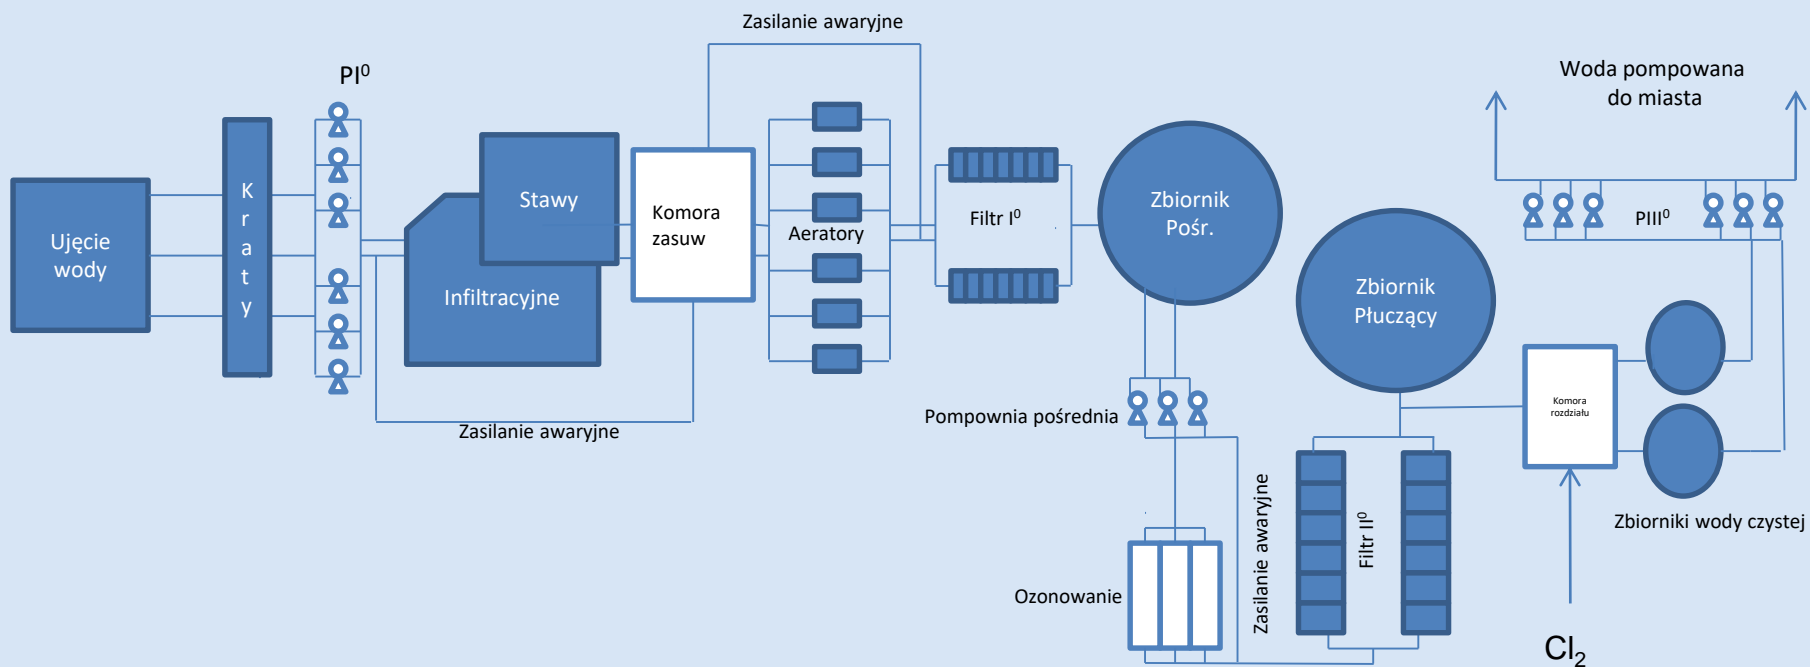 Zasilanie awaryjne
PI⁰
Woda pompowana
do miasta
Ujęcie
wody
K
r
a
t
y
Stawy
Infiltracyjne
Komora
zasuw
Aeratory
Zasilanie awaryjne
Filtr I⁰
Zbiornik
Pośr.
Pompownia pośrednia
Ozonowanie
Zasilanie awaryjne
Zbiornik
Płuczący
Filtr II⁰
PIII⁰
Komora
rozdziału
Zbiorniki wody czystej
Cl₂